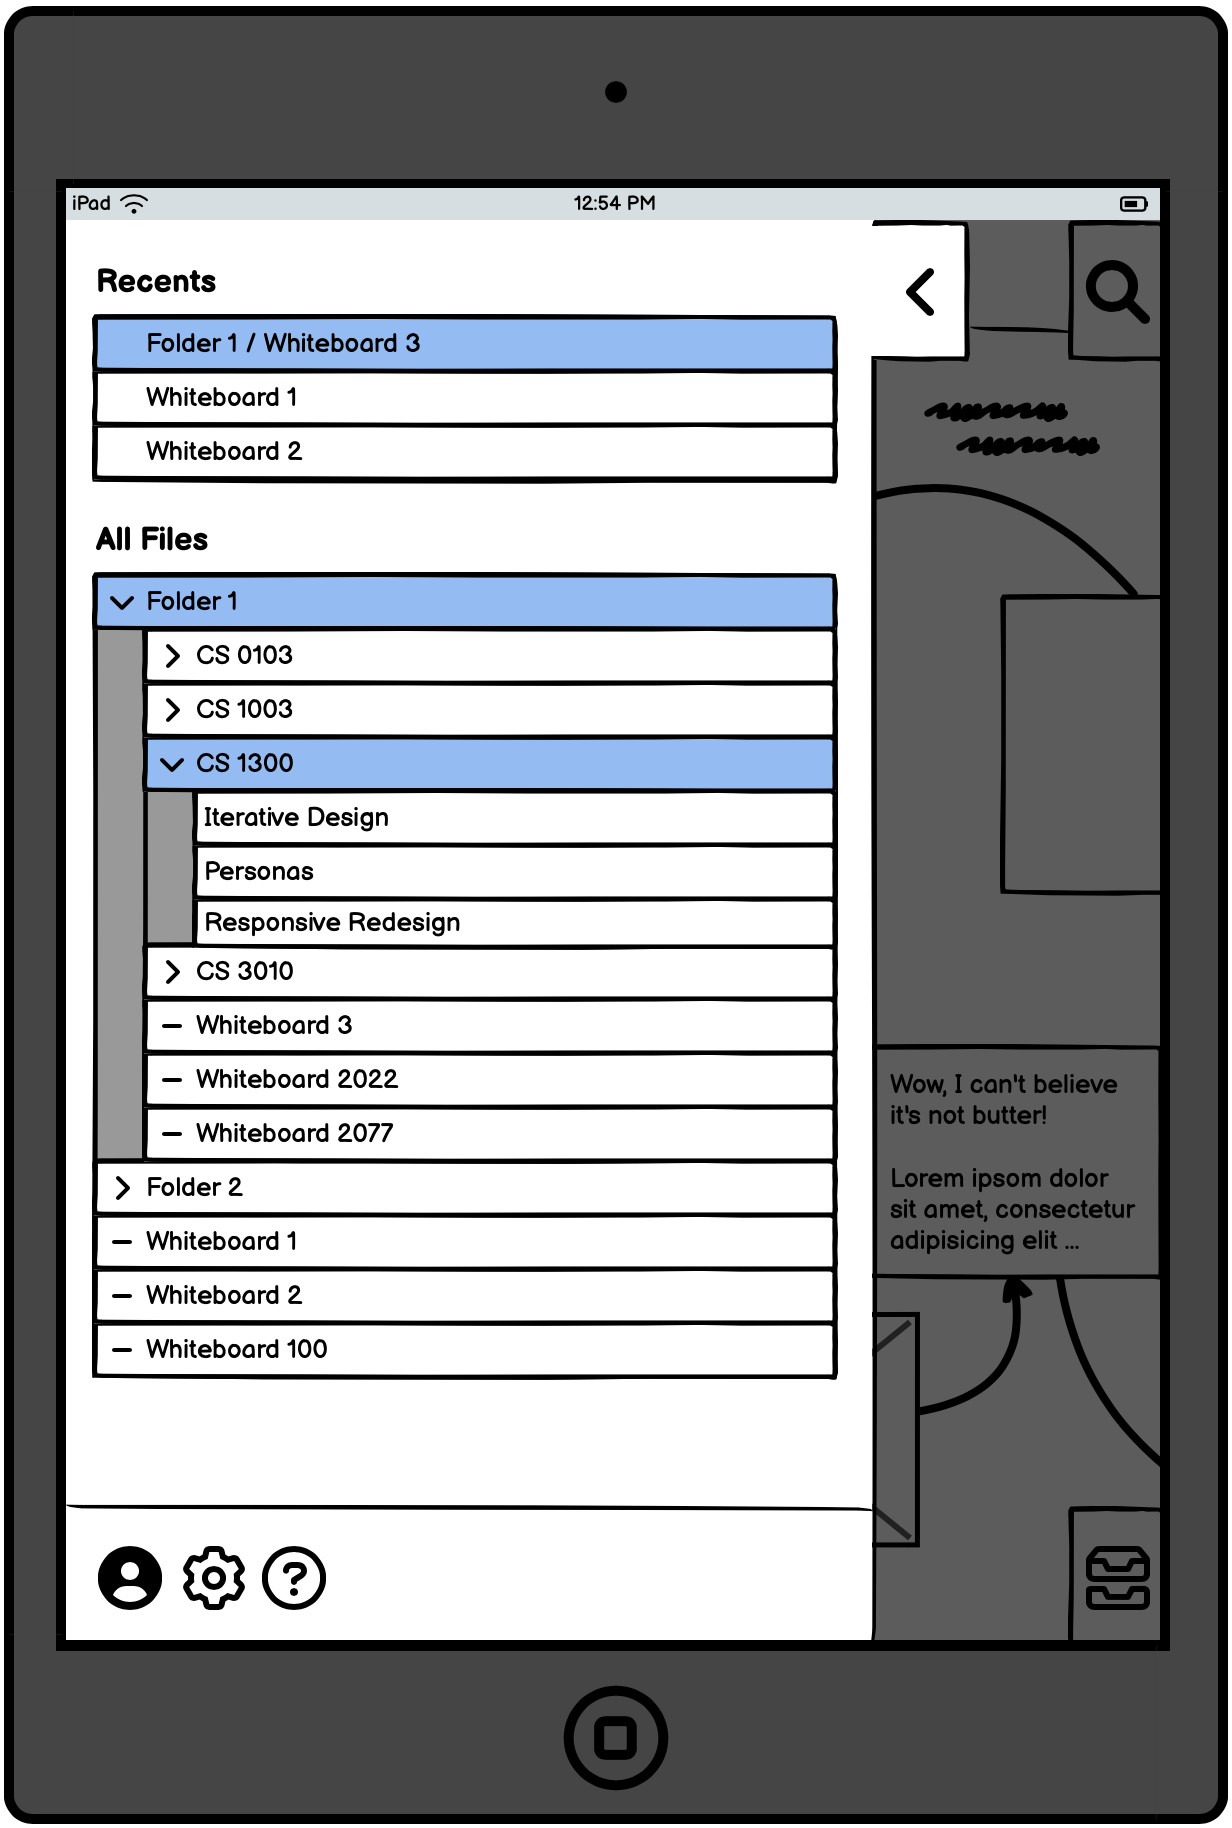 iPad
12:54 PM
Recents
Folder 1 / Whiteboard 3
Whiteboard 1
Whiteboard 2
All Files
Folder 1
CS 0103
CS 1003
CS 1300
Iterative Design
Personas
Responsive Redesign
CS 3010
Whiteboard 3
Whiteboard 2022
Whiteboard 2077
Folder 2
Whiteboard 1
Whiteboard 2
Whiteboard 100
Wow, I can't believe
it's not butter!
Lorem ipsom dolor
sit amet, consectetur
adipisicing elit ...